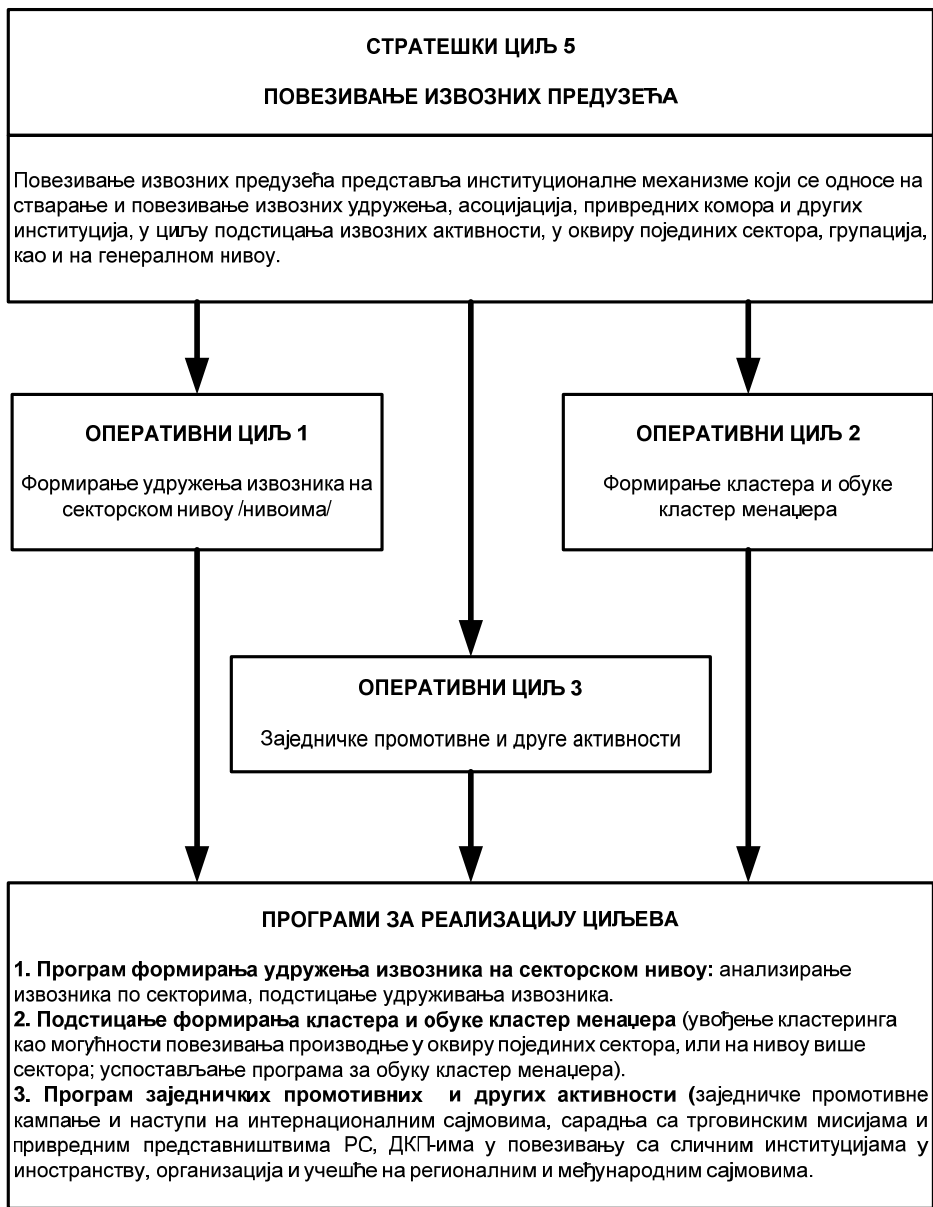 СТРАТЕШКИ ЦИЉ 5
ПОВЕЗИВАЊЕ ИЗВОЗНИХ ПРЕДУЗЕЋА
Повезивање извозних предузећа представља институционалне механизме који се односе на
стварање и повезивање извозних удружења, асоцијација, привредних комора и других
институција, у циљу подстицања извозних активности, у оквиру појединих сектора, групација,
као и на генералном нивоу.
ОПЕРАТИВНИ ЦИЉ 1
Формирање удружења извозника на
секторском нивоу /нивоима/
ОПЕРАТИВНИ ЦИЉ 2
Формирање кластера и обуке
кластер менаџера
ОПЕРАТИВНИ ЦИЉ 3
Заједничке промотивне и друге активности
ПРОГРАМИ ЗА РЕАЛИЗАЦИЈУ ЦИЉЕВА
1. Програм формирања удружења извозника на секторском нивоу: анализирање
извозника по секторима, подстицање удруживања извозника.
2. Подстицање формирања кластера и обуке кластер менаџера (увођење кластеринга
као могућности повезивања производње у оквиру појединих сектора, или на нивоу више
сектора; успостављање програма за обуку кластер менаџера).
3. Програм заједничких промотивних и других активности (заједничке промотивне
кампање и наступи на интернационалним сајмовима, сарадња са трговинским мисијама и
привредним представништвима РС, ДКП-има у повезивању са сличним институцијама у
иностранству, организација и учешће на регионалним и међународним сајмовима.